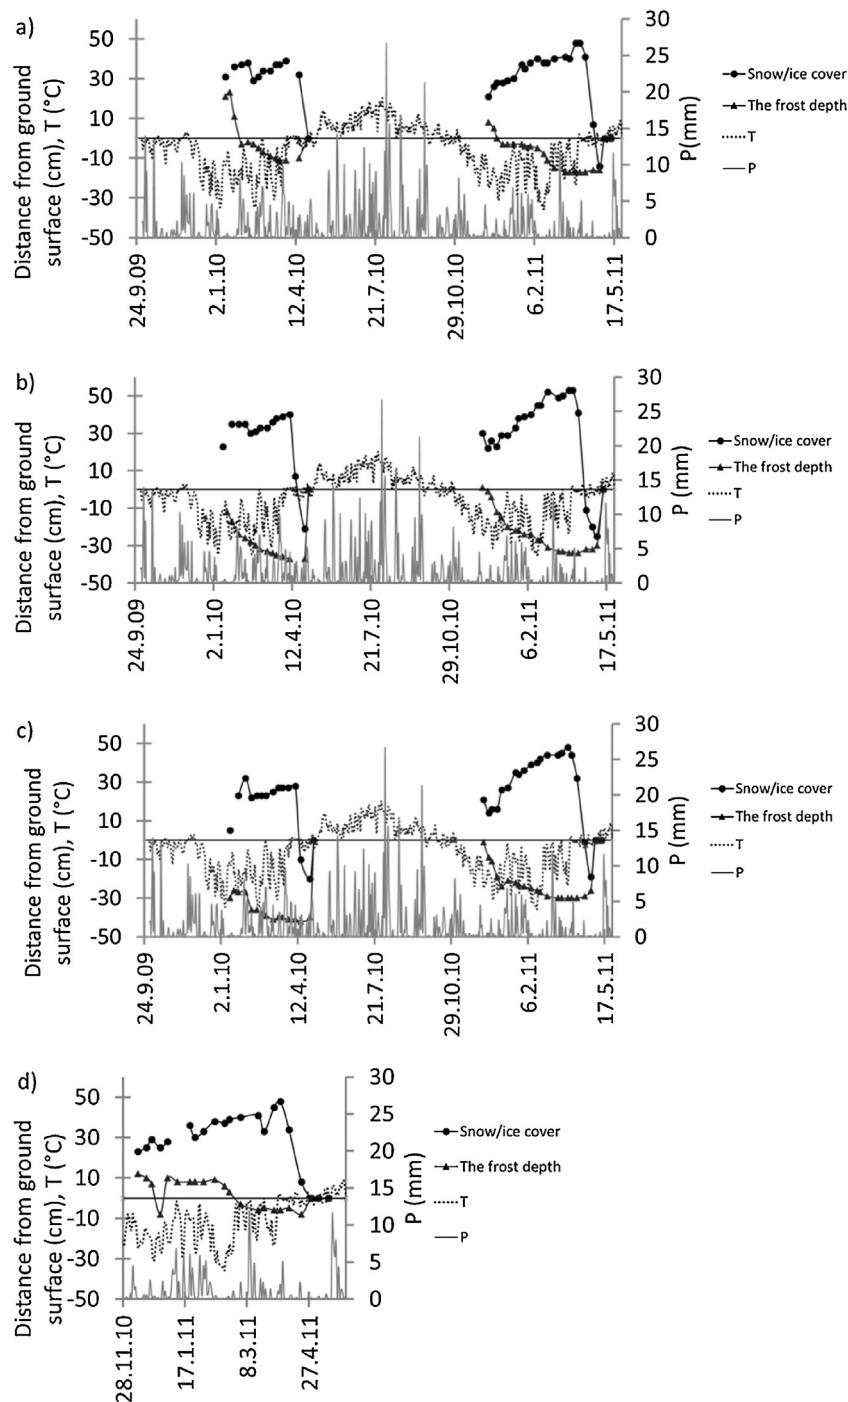 a)
50
30
10
-10
-30
-50
Distance from ground
surface (cm), T (°C)
30
25
20
15
10
5
0
P(mm)
24.9.09
2.1.10
12.4.10
21.7.10
29.10.10
6.2.11
17.5.11
Snow/ice cover
The frost depth
T
P
b)
50
30
10
-10
-30
-50
Distance from ground
surface (cm), T (°C)
30
25
20
15
10
5
0
P (mm)
24.9.09
2.1.10
12.4.10
21.7.10
29.10.10
6.2.11
17.5.11
Snow/ice cover
The frost depth
T
P
c)
50
30
10
-10
-30
-50
Distance from ground
surface (cm), T (°C)
30
25
20
15
10
5
0
P (mm)
24.9.09
2.1.10
12.4.10
21.7.10
29.10.10
6.2.11
17.5.11
Snow/ice cover
The frost depth
T
P
d)
50
30
10
-10
-30
-50
Distance from ground
surface (cm), T (°C)
30
25
20
15
10
5
0
P (mm)
28.11.10
17.1.11
8.3.11
27.4.11
Snow/ice cover
The frost depth
T
P